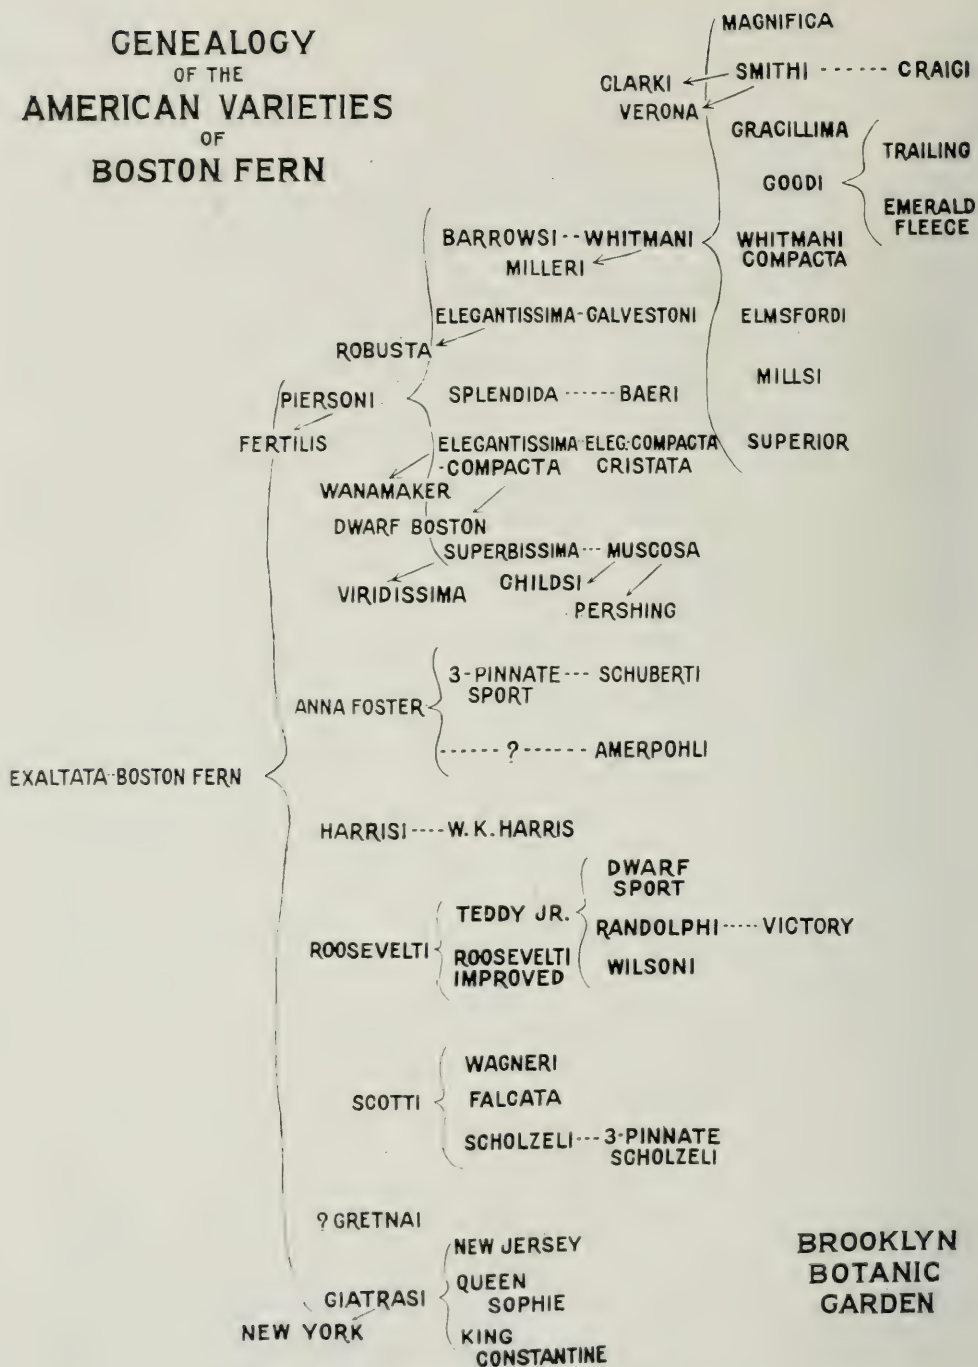 GENEALOGY
OF THE
AMERICAN VARIETIES
OF
BOSTON FERN
MAGNIFICA
CLARKI SMITHI ------ CRAIGI
VERONA
GRACILLIMA
TRAILING
GOODI
EMERALD
FLEECE
BARROWSI -- WHITMANI
WHITMANI
COMPACTA
MILLERI
ELEGANTISSIMA-GALVESTONI
ELMSFORDI
ROBUSTA
MILLSI
PIERSONI
SPLENDIDA ------ BAERI
FERTILIS
ELEGANTISSIMA ELEG:COMPACTA
-COMPACTA CRISTATA
SUPERIOR
WANAMAKER
DWARF BOSTON
SUPERBISSIMA --- MUSCOSA
VIRIDISSIMA
CHILDSI
PERSHING
3-PINNATE --- SCHUBERTI
SPORT
ANNA FOSTER
------ ? ------ AMERPOHLI
EXALTATA--BOSTON FERN
HARRISI ---- W. K. HARRIS
DWARF
SPORT
TEDDY JR.
RANDOLPHI ----- VICTORY
ROOSEVELTI
ROOSEVELTI
IMPROVED
WILSONI
WAGNERI
SCOTTI
FALCATA
SCHOLZELI --- 3-PINNATE
SCHOLZELI
? GRETNAI
NEW JERSEY
GIATRASI
QUEEN
SOPHIE
NEW YORK
KING
CONSTANTINE
BROOKLYN
BOTANIC
GARDEN